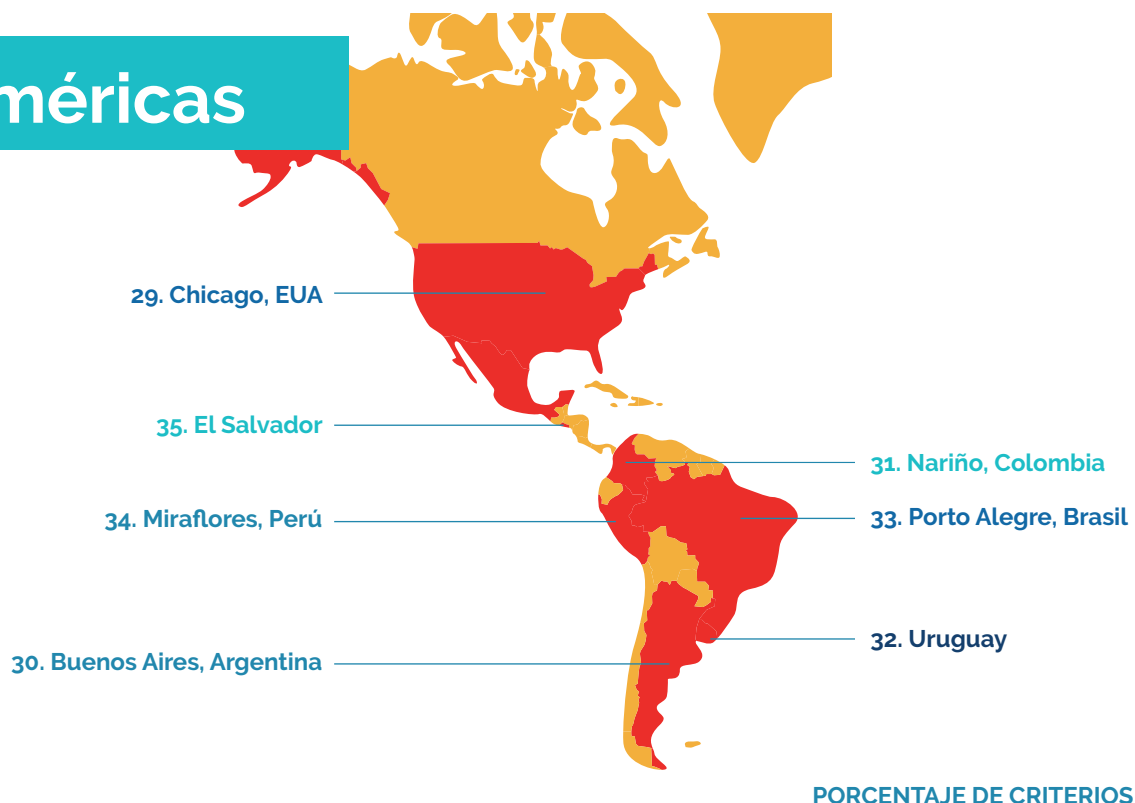 méricas
29. Chicago, EUA
35. El Salvador
31. Nariño, Colombia
34. Miraflores, Perú
33. Porto Alegre, Brasil
32. Uruguay
30. Buenos Aires, Argentina
PORCENTAJE DE CRITERIOS